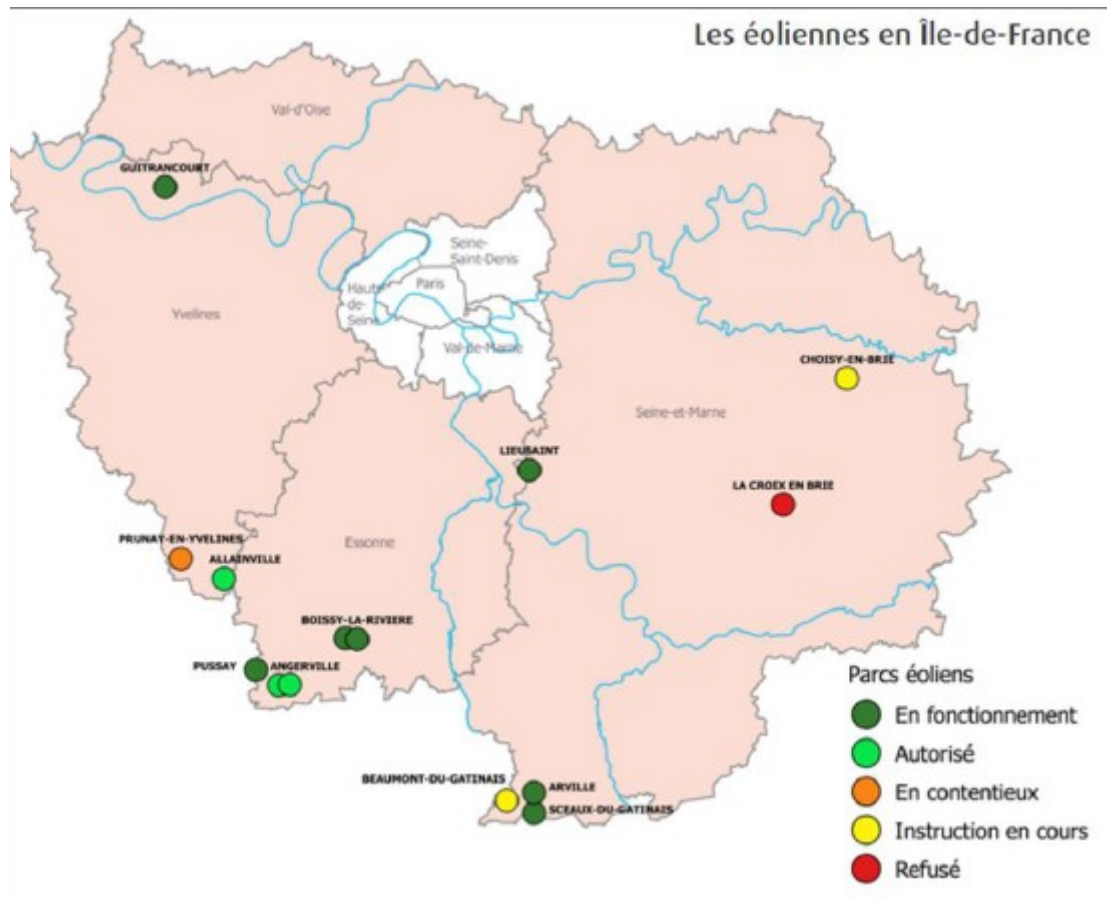 Les éoliennes en Île-de-France
Val-d'Oise
GUITRANCOURT
Seine-
Saint-Denis
Paris
Hauts-
de-
Seine
Yvelines
Val-de-Marne
CHOISY-EN-BRIE
Seine-et-Marne
LIEUSAINT
LA CROIX EN BRIE
PRUNAY-EN-YVELINES
Essonne
ALLAINVILLE
BOISSY-LA-RIVIERE
PUSSAY
ANGERVILLE
Parcs éoliens
En fonctionnement
Autorisé
En contentieux
Instruction en cours
Refusé
BEAUMONT-DU-GATINAIS
ARVILLE
SCEAUX-DU-GATINAIS